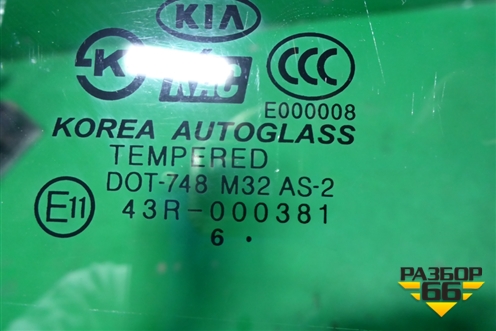 KIA
K KAC CCC
E000008
KOREA AUTOGLASS
TEMPERED
DOT-748 M32 AS-2
E11 43R-000381
6 .
РАЗБОР
66